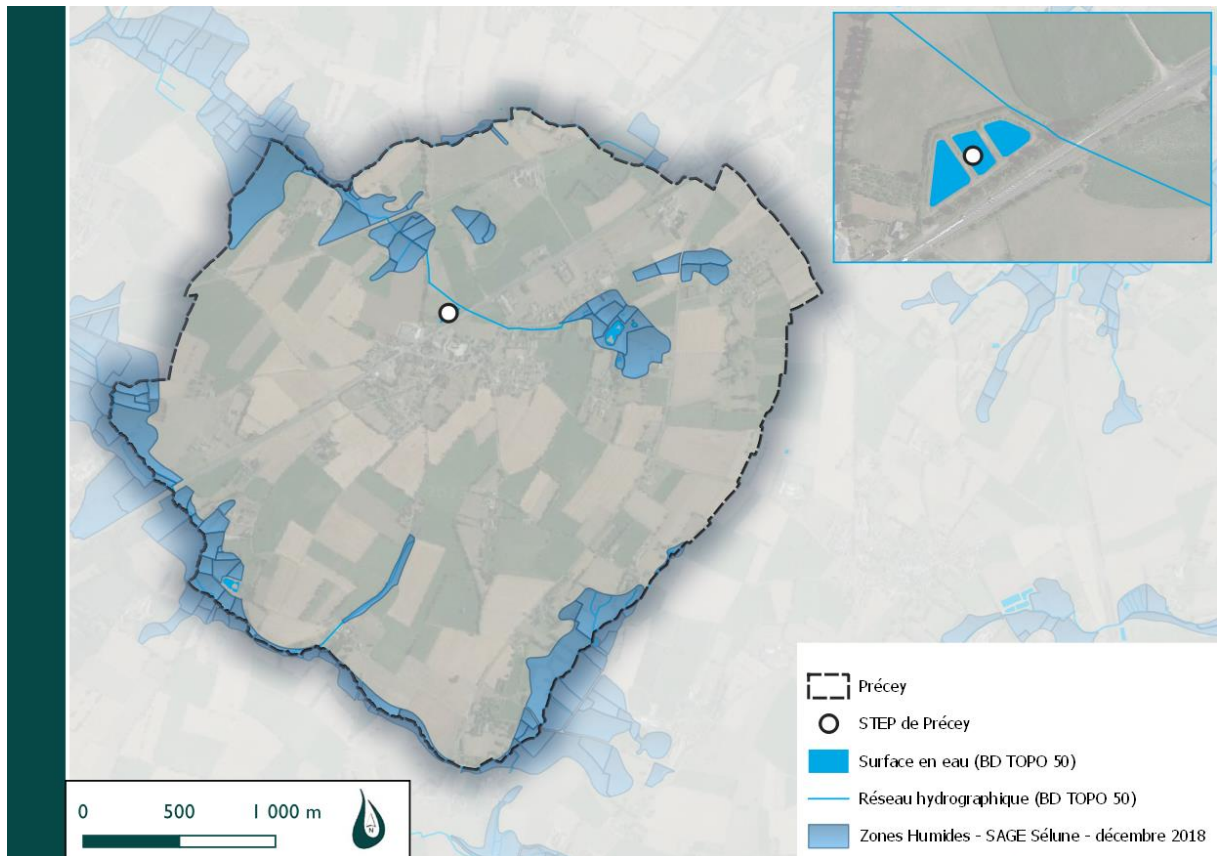 Précey
STEP de Précey
Surface en eau (BD TOPO 50)
Réseau hydrographique (BD TOPO 50)
Zones Humides - SAGE Sélune - décembre 2018
0 500 1 000 m
N